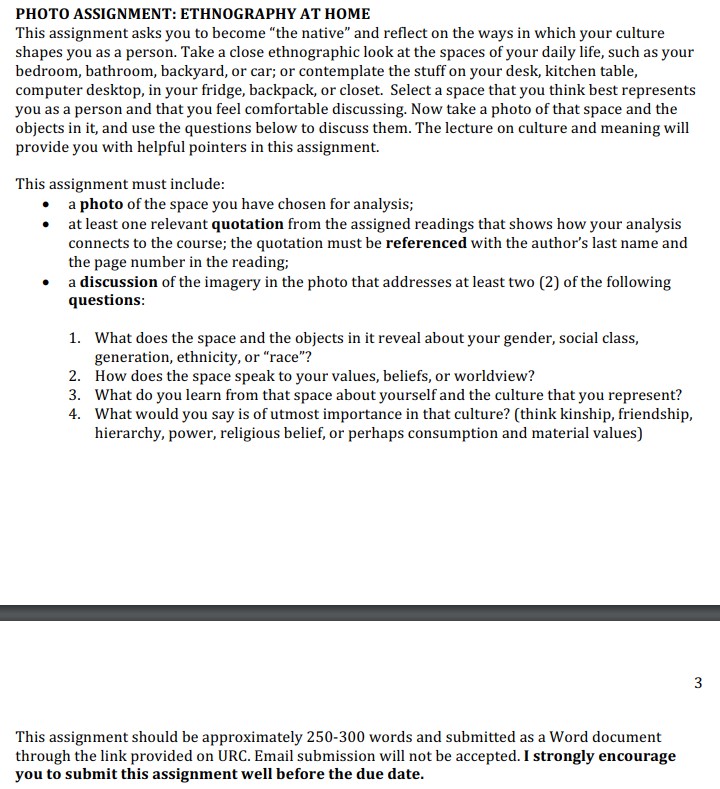 PHOTO ASSIGNMENT: ETHNOGRAPHY AT HOME
This assignment asks you to become “the native” and reflect on the ways in which your culture
shapes you as a person. Take a close ethnographic look at the spaces of your daily life, such as your
bedroom, bathroom, backyard, or car; or contemplate the stuff on your desk, kitchen table,
computer desktop, in your fridge, backpack, or closet.  Select a space that you think best represents
you as a person and that you feel comfortable discussing. Now take a photo of that space and the
objects in it, and use the questions below to discuss them. The lecture on culture and meaning will
provide you with helpful pointers in this assignment.
This assignment must include:
• a photo of the space you have chosen for analysis;
• at least one relevant quotation from the assigned readings that shows how your analysis
connects to the course; the quotation must be referenced with the author’s last name and
the page number in the reading;
• a discussion of the imagery in the photo that addresses at least two (2) of the following
questions:
1. What does the space and the objects in it reveal about your gender, social class,
generation, ethnicity, or “race”?
2. How does the space speak to your values, beliefs, or worldview?
3. What do you learn from that space about yourself and the culture that you represent?
4. What would you say is of utmost importance in that culture? (think kinship, friendship,
hierarchy, power, religious belief, or perhaps consumption and material values)
3
This assignment should be approximately 250-300 words and submitted as a Word document
through the link provided on URC. Email submission will not be accepted. I strongly encourage
you to submit this assignment well before the due date.